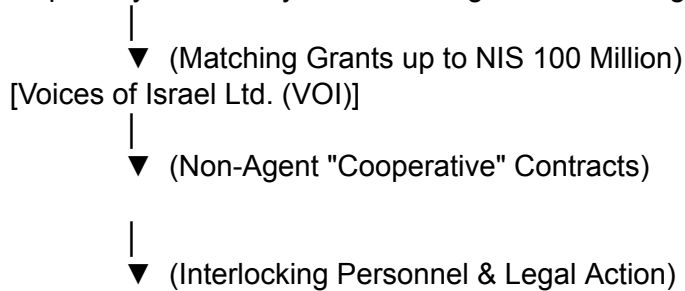 (Matching Grants up to NIS 100 Million)
[Voices of Israel Ltd. (VOI)]
(Non-Agent "Cooperative" Contracts)
(Interlocking Personnel & Legal Action)